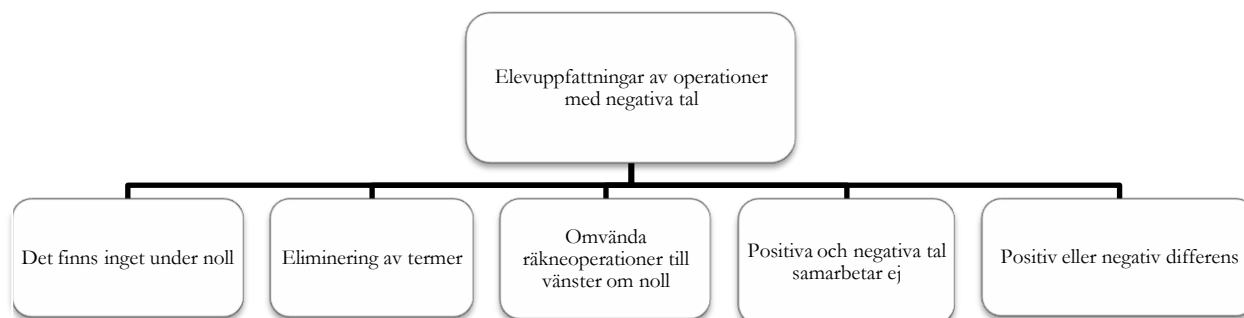 Elevuppfattningar av operationer
med negativa tal
Det finns inget under noll
Eliminering av termer
Omvända
räkneoperationer till
vänster om noll
Positiva och negativa tal
samarbetar ej
Positiv eller negativ differens